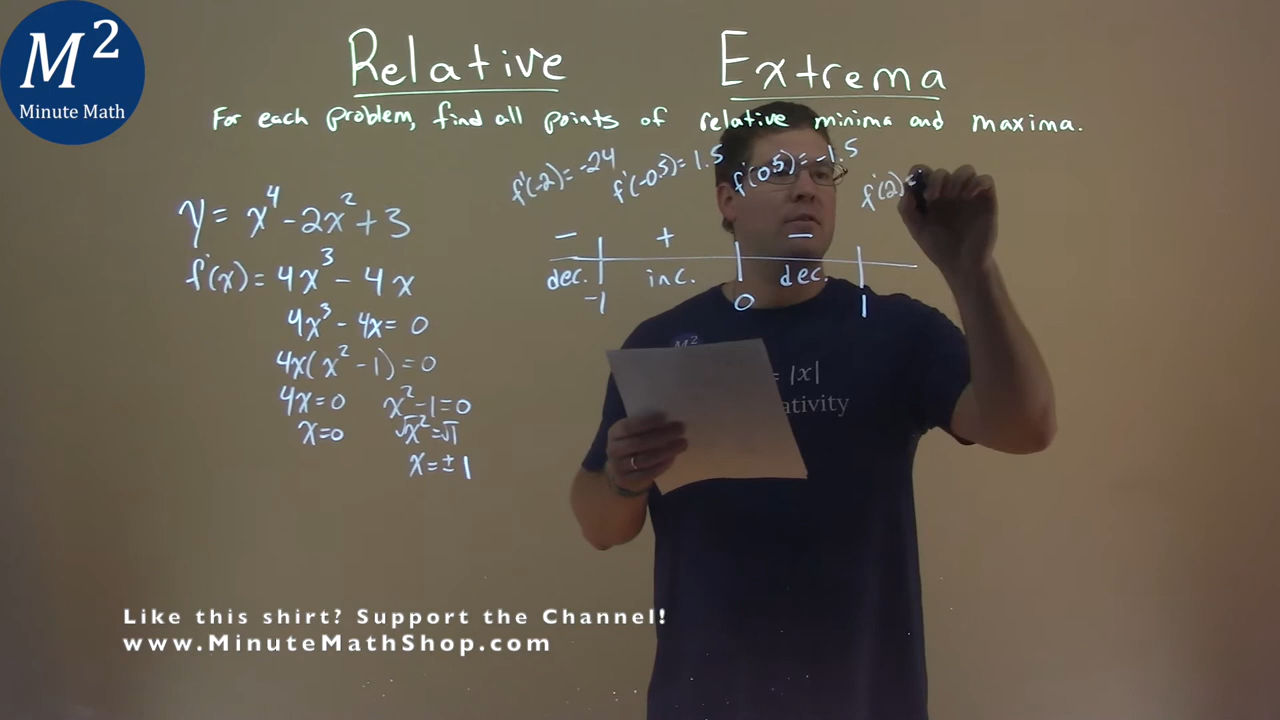 M²
Minute Math
Relative Extrema
For each problem, find all points of relative minima and maxima.
f'(-2) = -24 f'(-0.5) = 1.5 f'(0.5) = -1.5 f'(2) =
y = x⁴ - 2x² + 3
f'(x) = 4x³ - 4x
4x³ - 4x = 0
4x(x² - 1) = 0
4x = 0 x² - 1 = 0
x = 0 √x² = √1
x = ± 1
- + -
dec. inc. dec.
-1 0 1
M²
= |x|
ativity
Like this shirt? Support the Channel!
www.MinuteMathShop.com